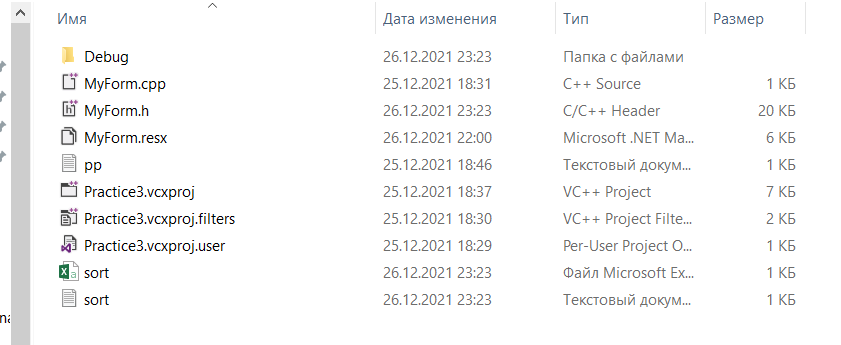 Имя Дата изменения Тип Размер
Debug 26.12.2021 23:23 Папка с файлами
MyForm.cpp 25.12.2021 18:31 C++ Source 1 КБ
MyForm.h 26.12.2021 23:23 C/C++ Header 20 КБ
MyForm.resx 26.12.2021 22:00 Microsoft .NET Ma... 6 КБ
pp 25.12.2021 18:46 Текстовый докум... 1 КБ
Practice3.vcxproj 25.12.2021 18:37 VC++ Project 7 КБ
Practice3.vcxproj.filters 25.12.2021 18:30 VC++ Project Filte... 2 КБ
Practice3.vcxproj.user 25.12.2021 18:29 Per-User Project O... 1 КБ
sort 26.12.2021 23:23 Файл Microsoft Ex... 1 КБ
sort 26.12.2021 23:23 Текстовый докум... 1 КБ